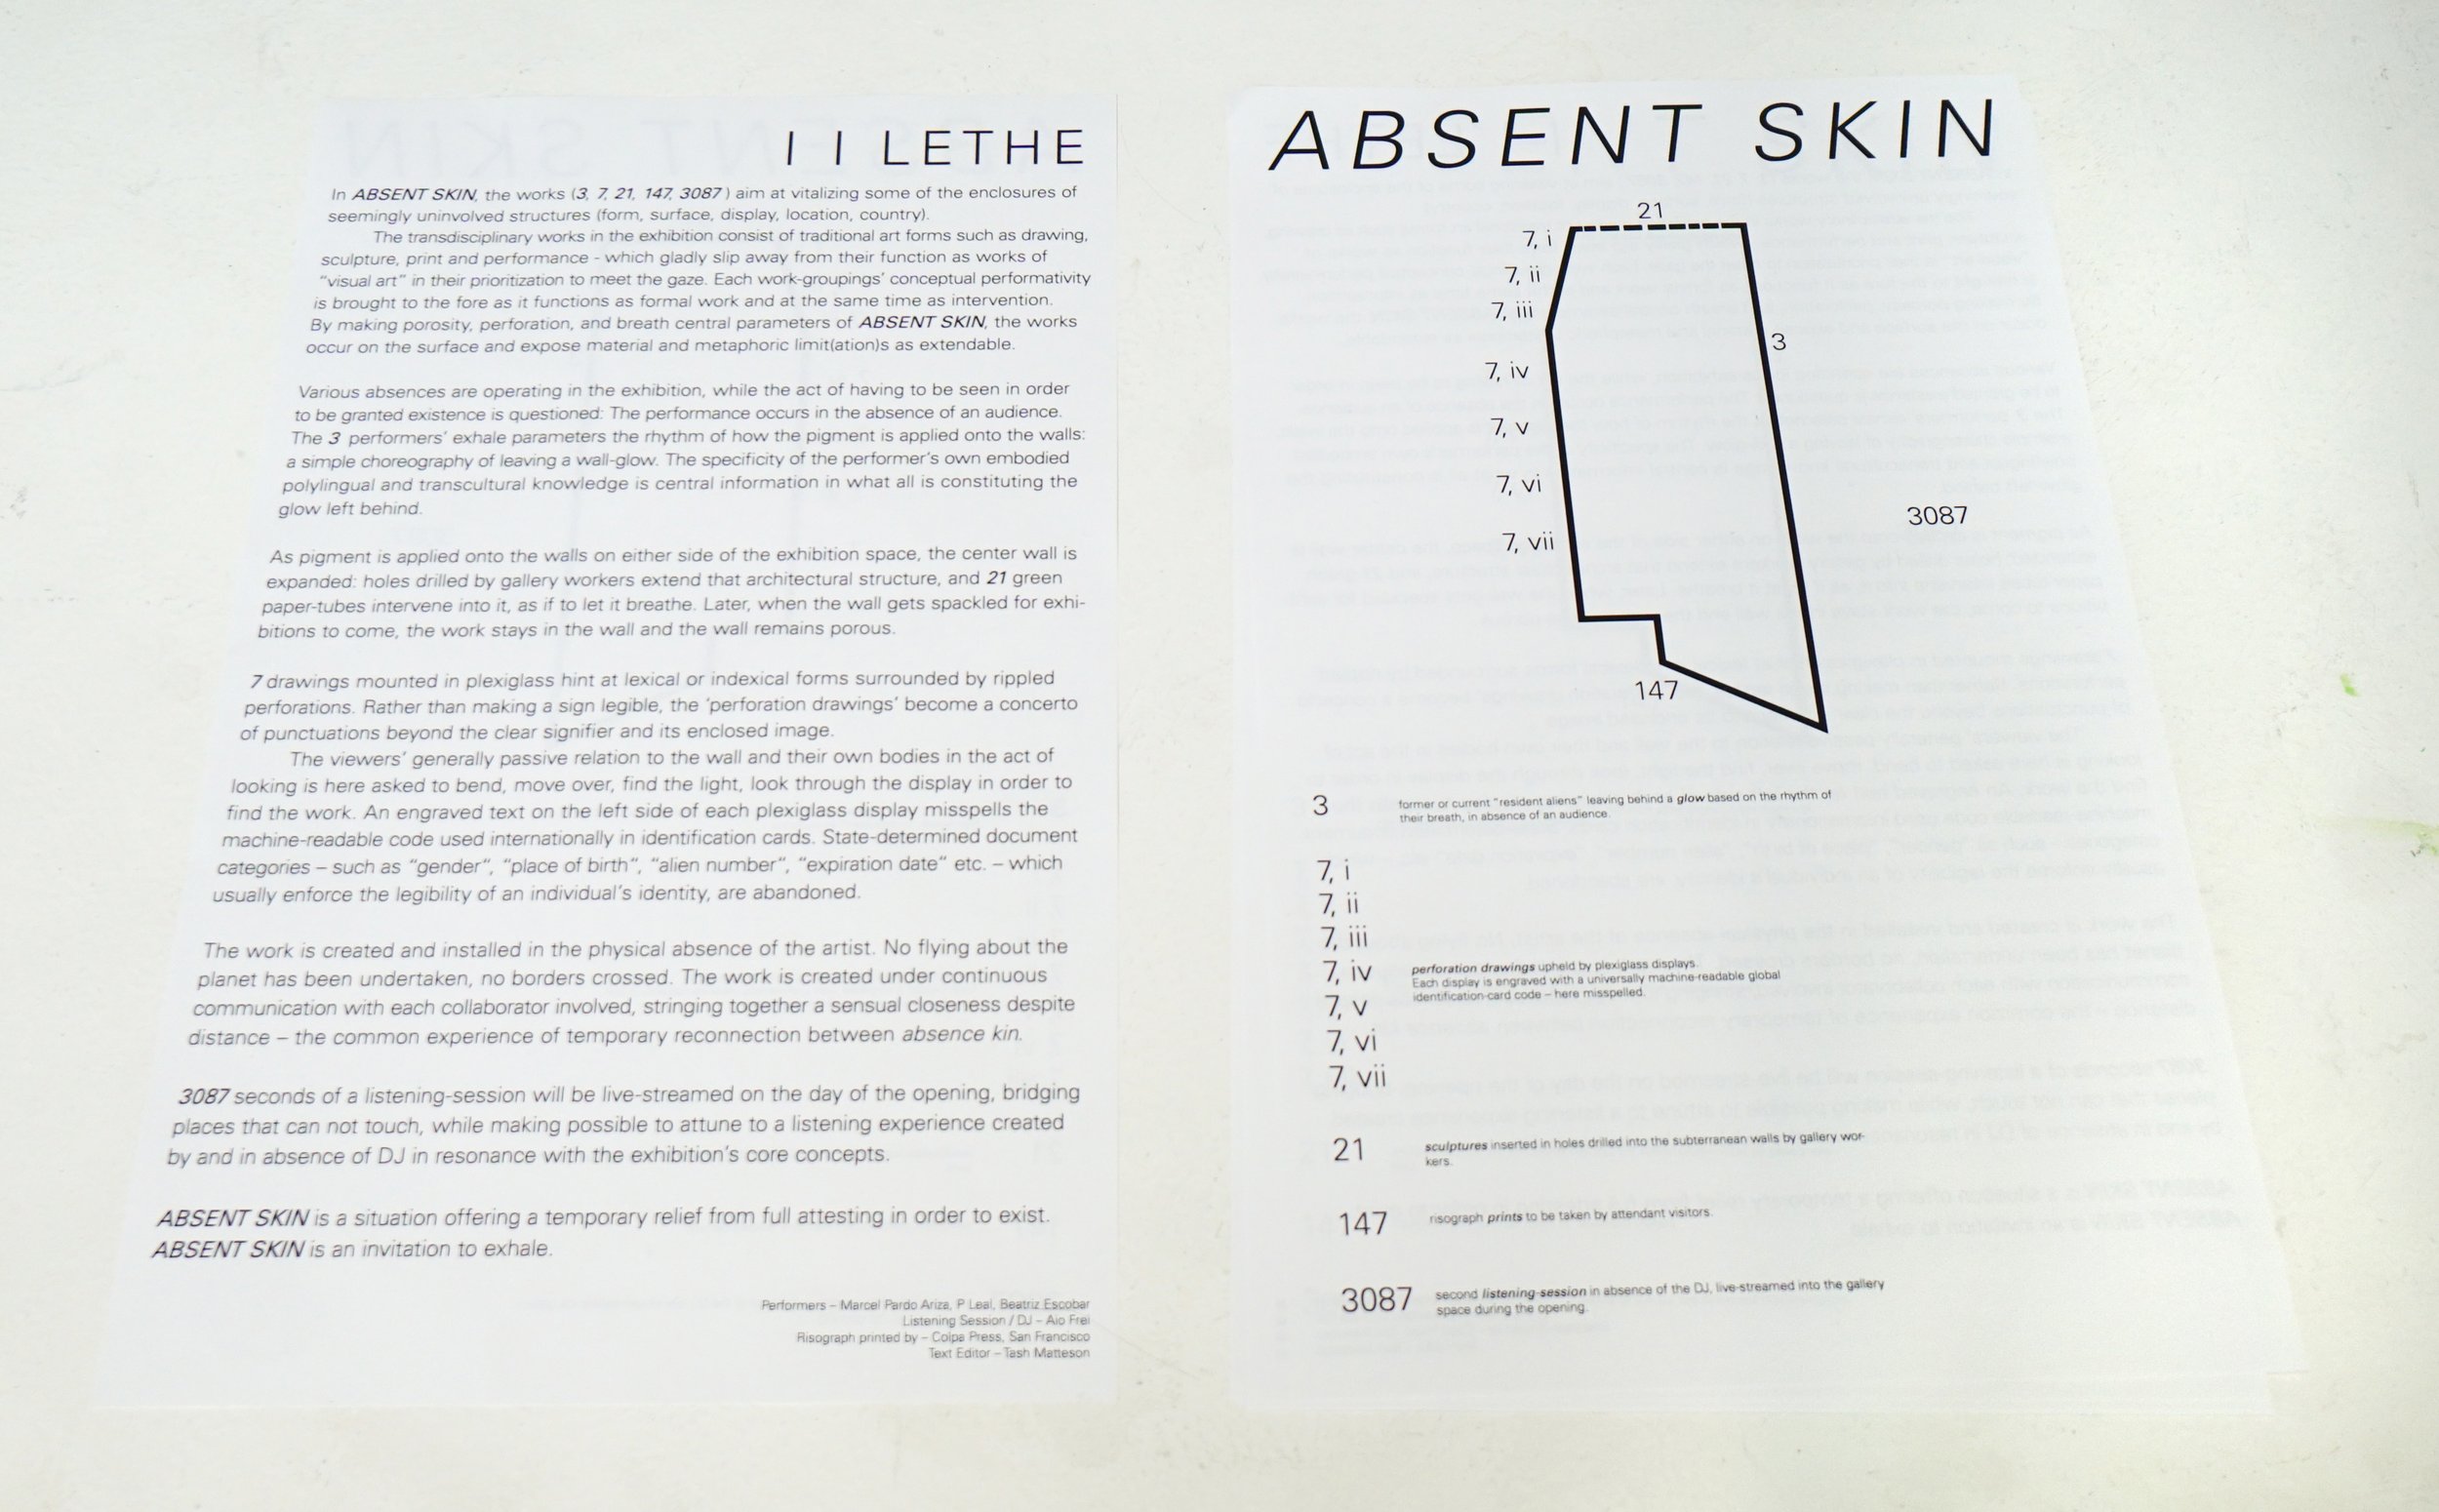 I I LETHE
In ABSENT SKIN, the works (3, 7, 21, 147, 3087 ) aim at vitalizing some of the enclosures of
seemingly uninvolved structures (form, surface, display, location, country).
The transdisciplinary works in the exhibition consist of traditional art forms such as drawing,
sculpture, print and performance - which gladly slip away from their function as works of
“visual art” in their prioritization to meet the gaze. Each work-groupings’ conceptual performativity
is brought to the fore as it functions as formal work and at the same time as intervention.
By making porosity, perforation, and breath central parameters of ABSENT SKIN, the works
occur on the surface and expose material and metaphoric limit(ation)s as extendable.
Various absences are operating in the exhibition, while the act of having to be seen in order
to be granted existence is questioned: The performance occurs in the absence of an audience.
The 3 performers’ exhale parameters the rhythm of how the pigment is applied onto the walls:
a simple choreography of leaving a wall-glow. The specificity of the performer’s own embodied
polylingual and transcultural knowledge is central information in what all is constituting the
glow left behind.
As pigment is applied onto the walls on either side of the exhibition space, the center wall is
expanded: holes drilled by gallery workers extend that architectural structure, and 21 green
paper-tubes intervene into it, as if to let it breathe. Later, when the wall gets spackled for exhi-
bitions to come, the work stays in the wall and the wall remains porous.
7 drawings mounted in plexiglass hint at lexical or indexical forms surrounded by rippled
perforations. Rather than making a sign legible, the ‘perforation drawings’ become a concerto
of punctuations beyond the clear signifier and its enclosed image.
The viewers’ generally passive relation to the wall and their own bodies in the act of
looking is here asked to bend, move over, find the light, look through the display in order to
find the work. An engraved text on the left side of each plexiglass display misspells the
machine-readable code used internationally in identification cards. State-determined document
categories – such as “gender“, “place of birth“, “alien number“, “expiration date“ etc. – which
usually enforce the legibility of an individual’s identity, are abandoned.
The work is created and installed in the physical absence of the artist. No flying about the
planet has been undertaken, no borders crossed. The work is created under continuous
communication with each collaborator involved, stringing together a sensual closeness despite
distance – the common experience of temporary reconnection between absence kin.
3087 seconds of a listening-session will be live-streamed on the day of the opening, bridging
places that can not touch, while making possible to attune to a listening experience created
by and in absence of DJ in resonance with the exhibition’s core concepts.
ABSENT SKIN is a situation offering a temporary relief from full attesting in order to exist.
ABSENT SKIN is an invitation to exhale.
Performers – Marcel Pardo Ariza, P Leal, Beatriz Escobar
Listening Session / DJ – Aio Frei
Risograph printed by – Colpa Press, San Francisco
Text Editor – Tash Matteson
ABSENT SKIN
21
7, i
7, ii
7, iii
3
7, iv
7, v
7, vi
3087
7, vii
147
3
former or current “resident aliens” leaving behind a glow based on the rhythm of
their breath, in absence of an audience.
7, i
7, ii
7, iii
7, iv
7, v
7, vi
7, vii
perforation drawings upheld by plexiglass displays.
Each display is engraved with a universally machine-readable global
identification-card code – here misspelled.
21
sculptures inserted in holes drilled into the subterranean walls by gallery wor-
kers.
147
risograph prints to be taken by attendant visitors.
3087
second listening-session in absence of the DJ, live-streamed into the gallery
space during the opening.